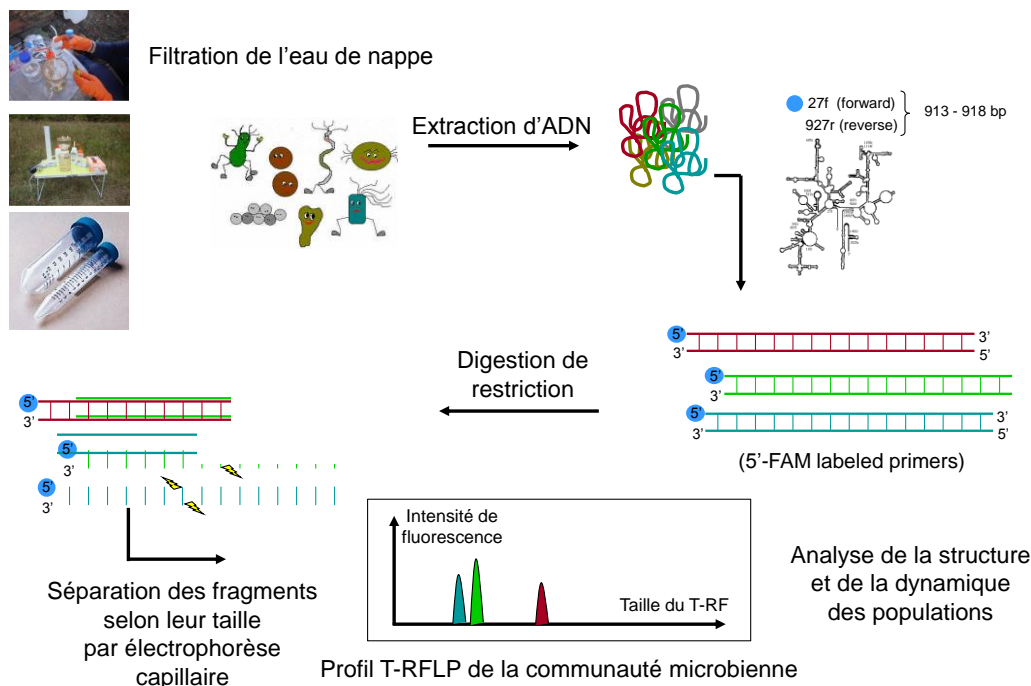 Filtration de l'eau de nappe
Extraction d'ADN
27f (forward)
927r (reverse)
913 - 918 bp
5' 3'
3' 5'
5'
3'
5' 3'
3' 5'
(5'-FAM labeled primers)
Digestion de
restriction
5'
3'
5'
3'
5'
3'
Séparation des fragments
selon leur taille
par électrophorèse
capillaire
Intensité de
fluorescence
Taille du T-RF
Profil T-RFLP de la communauté microbienne
Analyse de la structure
et de la dynamique
des populations